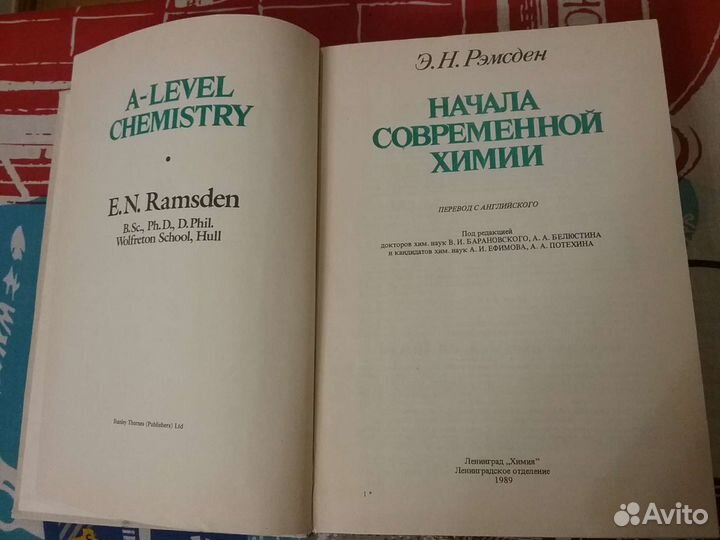 A-LEVEL
CHEMISTRY
•
E.N. Ramsden
B.Sc., Ph.D., D.Phil.
Wolfreton School, Hull
Stanley Thornes (Publishers) Ltd
Э.Н. Рэмсден
НАЧАЛА
СОВРЕМЕННОЙ
ХИМИИ
ПЕРЕВОД С АНГЛИЙСКОГО
Под редакцией
докторов хим. наук В. И. БАРАНОВСКОГО, А. А. БЕЛЮСТИНА
и кандидатов хим. наук А. И. ЕФИМОВА, А. А. ПОТЕХИНА
Ленинград „Химия"
Ленинградское отделение
1989
1 *
Avito